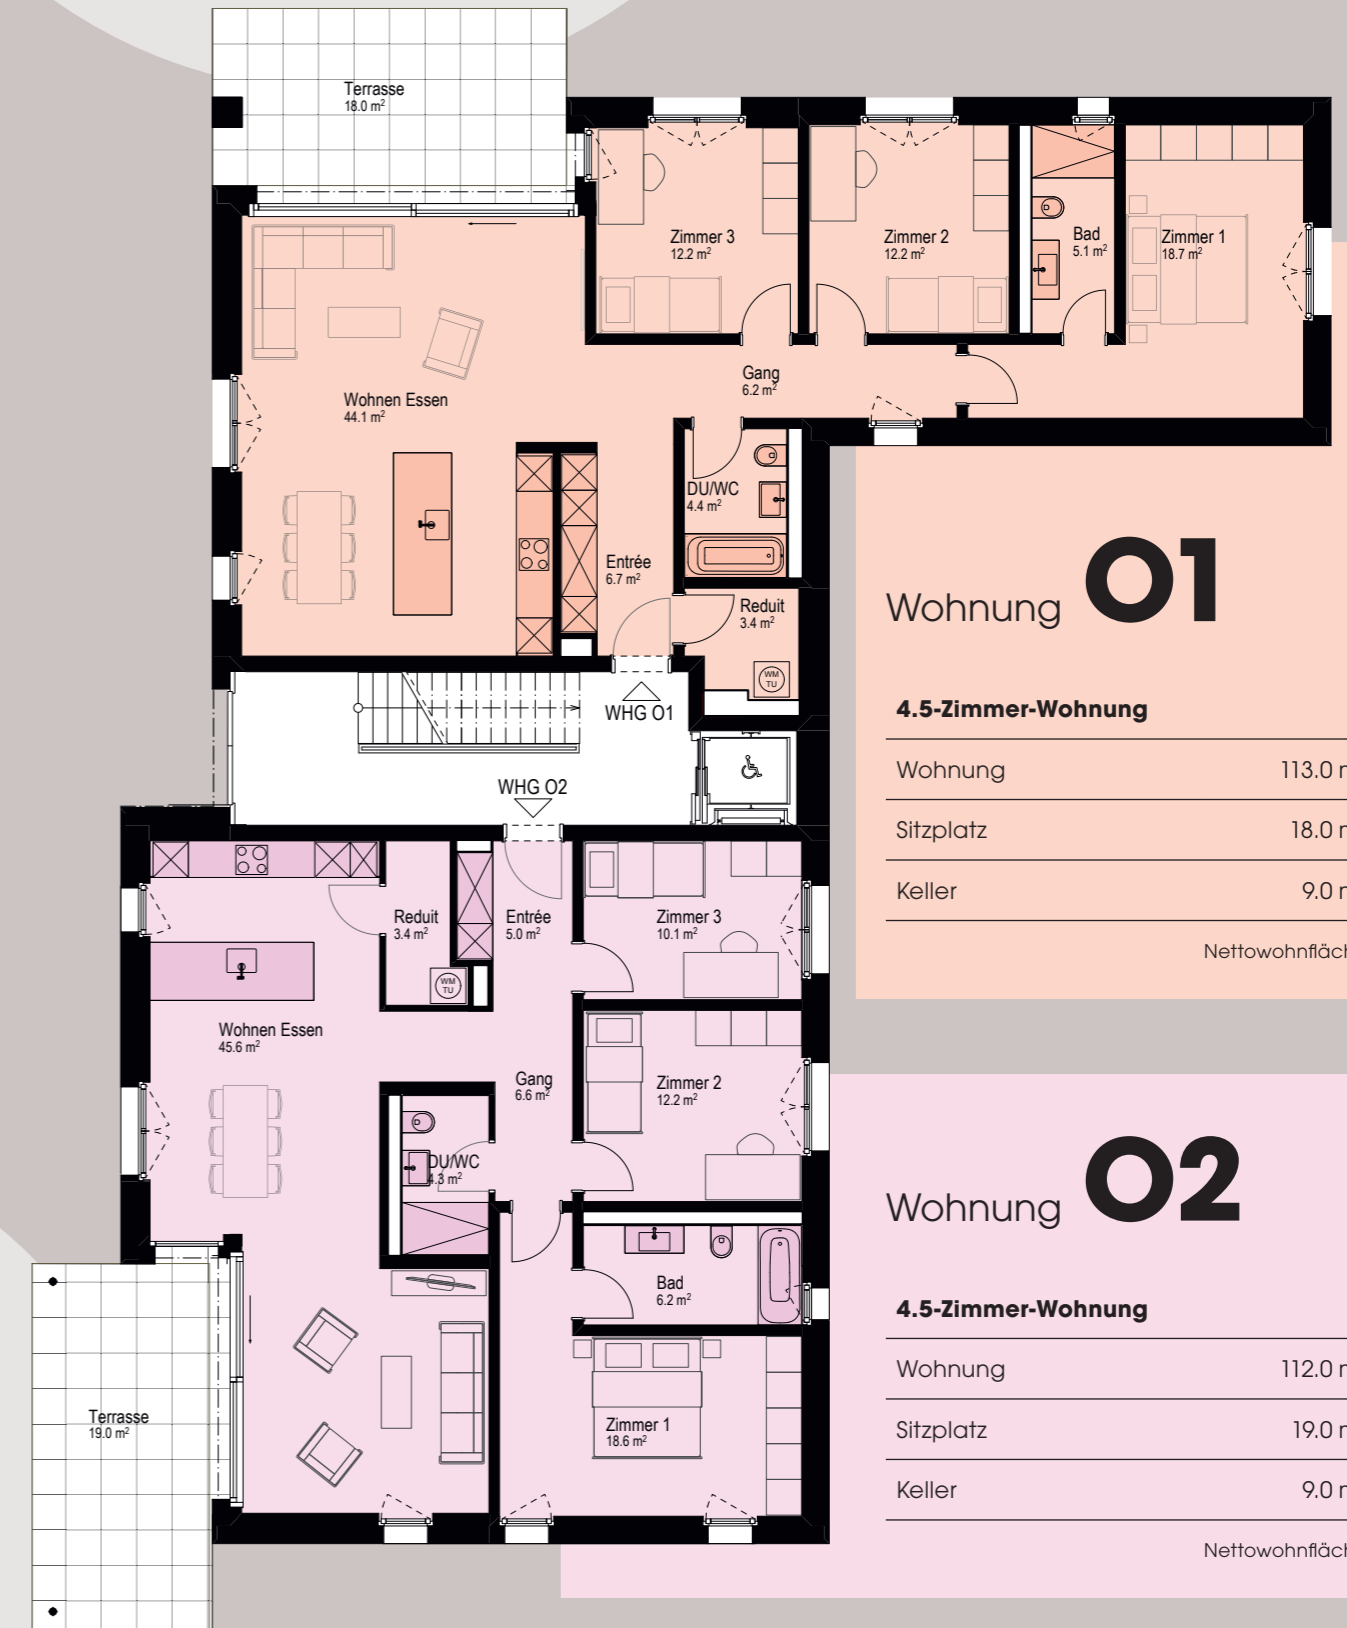 Terrasse
18.0 m²
Zimmer 3
12.2 m²
Zimmer 2
12.2 m²
Bad
5.1 m²
Zimmer 1
18.7 m²
Wohnen Essen
44.1 m²
Gang
6.2 m²
DU/WC
4.4 m²
Entrée
6.7 m²
Reduit
3.4 m²
WM
TU
WHG O1
WHG O2
Wohnung O1
4.5-Zimmer-Wohnung
Wohnung 113.0
Sitzplatz 18.0
Keller 9.0
Reduit
3.4 m²
Entrée
5.0 m²
Zimmer 3
10.1 m²
WM
TU
Wohnen Essen
45.6 m²
Gang
6.6 m²
Zimmer 2
12.2 m²
DU/WC
4.3 m²
Bad
6.2 m²
Terrasse
19.0 m²
Zimmer 1
18.6 m²
Wohnung O2
4.5-Zimmer-Wohnung
Wohnung 112.0
Sitzplatz 19.0
Keller 9.0